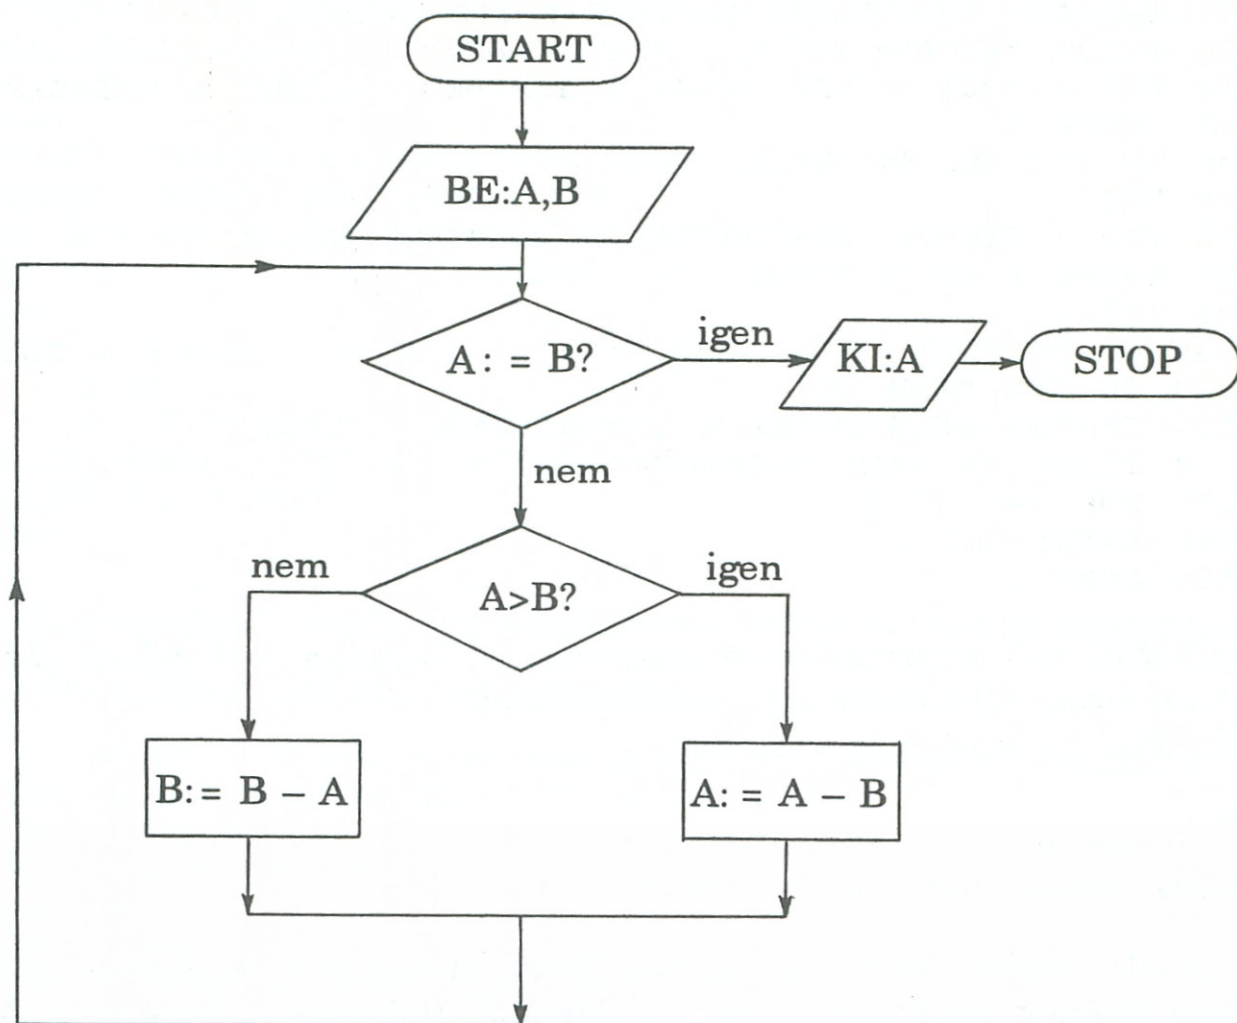 START
BE:A,B
A: = B?
igen
KI:A
STOP
nem
nem
A>B?
igen
B: = B – A
A: = A – B